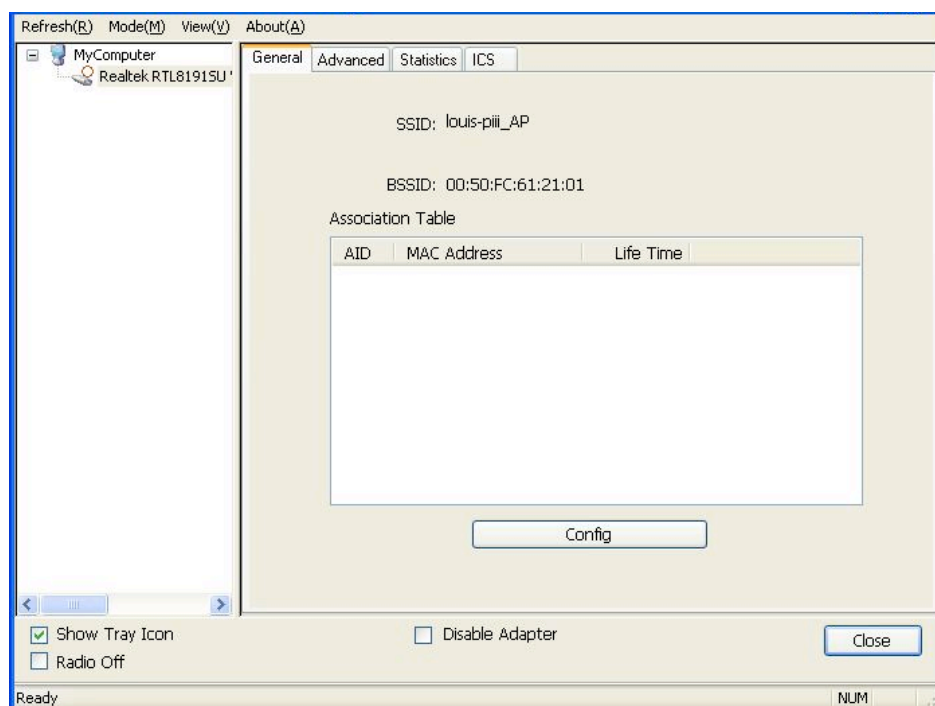 Refresh(R) Mode(M) View(V) About(A)
MyComputer
Realtek RTL8191SU
General Advanced Statistics ICS
SSID: louis-piii_AP
BSSID: 00:50:FC:61:21:01
Association Table
AID MAC Address Life Time
Config
Show Tray Icon
Disable Adapter
Close
Radio Off
Ready NUM